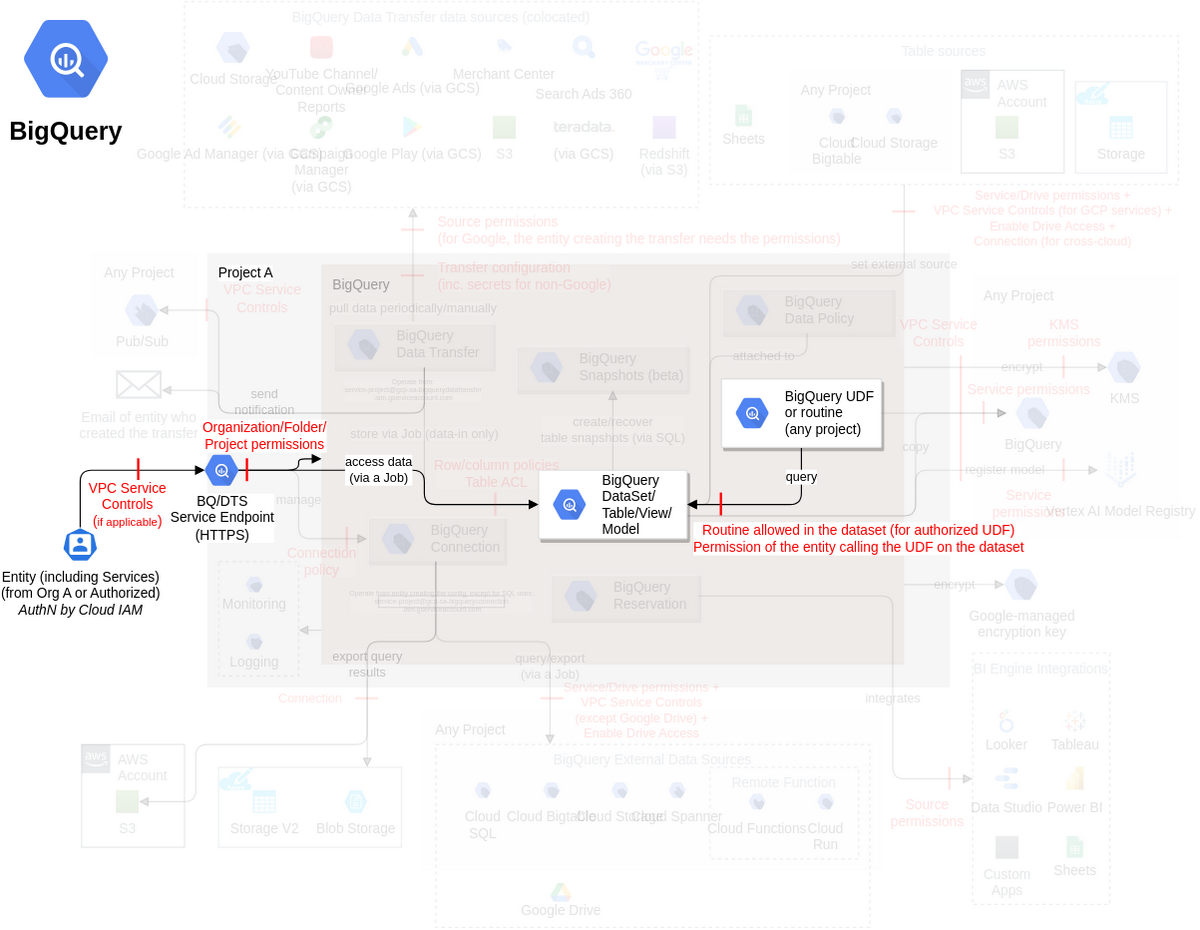 BigQuery Data Transfer data sources (colocated)
Cloud Storage
YouTube Channel/
Content Owner
Reports
Google Ads (via GCS)
Merchant Center
Search Ads 360
Google
Google Ad Manager (via GCS)
Campaign
Manager
(via GCS)
Google Play (via GCS)
S3
teradata.
(via GCS)
Redshift
(via S3)
BigQuery
Table sources
Sheets
Any Project
Cloud
Bigtable
Cloud Storage
aws
AWS
Account
S3
Storage
Source permissions
(for Google, the entity creating the transfer needs the permissions)
Service/Drive permissions +
VPC Service Controls (for GCP services) +
Enable Drive Access +
Connection (for cross-cloud)
Transfer configuration
(inc. secrets for non-Google)
set external source
Any Project
Pub/Sub
Project A
VPC Service
Controls
BigQuery
pull data periodically/manually
BigQuery
Data Transfer
BigQuery
Snapshots (beta)
BigQuery
Data Policy
attached to
Any Project
VPC Service
Controls
KMS
permissions
encrypt
KMS
Service permissions
BigQuery
copy
register model
Service
permissions
Vertex AI Model Registry
Email of entity who
created the transfer
send
notification
store via Job (data-in only)
create/recover
table snapshots (via SQL)
BigQuery UDF
or routine
(any project)
query
Organization/Folder/
Project permissions
access data
(via a Job)
Row/column policies
Table ACL
BigQuery
DataSet/
Table/View/
Model
Routine allowed in the dataset (for authorized UDF)
Permission of the entity calling the UDF on the dataset
VPC Service
Controls
(if applicable)
BQ/DTS
Service Endpoint
(HTTPS)
manage
Connection
policy
BigQuery
Connection
Entity (including Services)
(from Org A or Authorized)
AuthN by Cloud IAM
Monitoring
Logging
BigQuery
Reservation
encrypt
Google-managed
encryption key
export query
results
query/export
(via a Job)
Connection
Service/Drive permissions +
VPC Service Controls
(except Google Drive) +
Enable Drive Access
integrates
BI Engine Integrations
Looker
Tableau
Data Studio
Power BI
Custom
Apps
Sheets
Source
permissions
aws
AWS
Account
S3
Storage V2
Blob Storage
Any Project
BigQuery External Data Sources
Cloud
SQL
Cloud Bigtable
Cloud Storage
Cloud Spanner
Remote Function
Cloud Functions
Cloud
Run
Google Drive